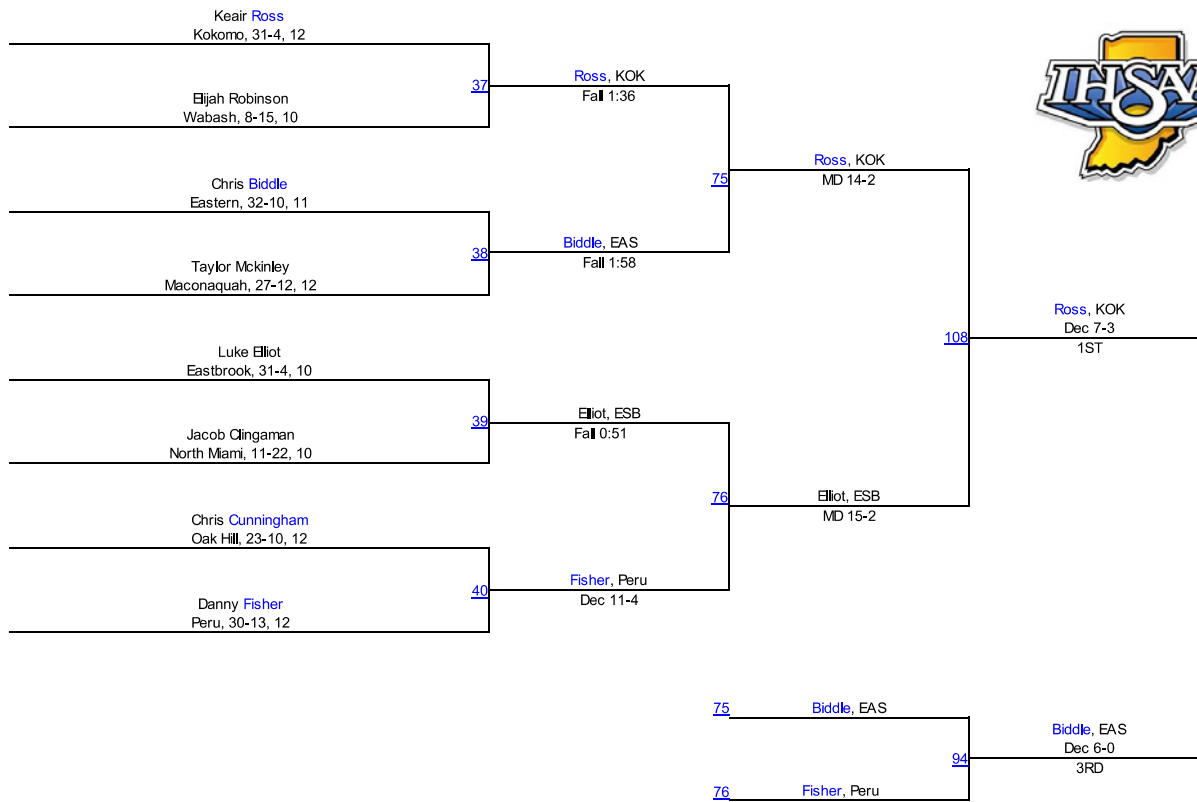 Keair Ross
Kokomo, 31-4, 12
37
Elijah Robinson
Wabash, 8-15, 10
Ross, KOK
Fall 1:36
75
Chris Biddle
Eastern, 32-10, 11
38
Taylor Mckinley
Maconaquah, 27-12, 12
Biddle, EAS
Fall 1:58
Ross, KOK
MD 14-2
108
Luke Elliot
Eastbrook, 31-4, 10
39
Jacob Clingaman
North Miami, 11-22, 10
Elliot, ESB
Fall 0:51
76
Chris Cunningham
Oak Hill, 23-10, 12
40
Danny Fisher
Peru, 30-13, 12
Fisher, Peru
Dec 11-4
Elliot, ESB
MD 15-2
Ross, KOK
Dec 7-3
1ST
IHSAA
75
Biddle, EAS
94
76
Fisher, Peru
Biddle, EAS
Dec 6-0
3RD